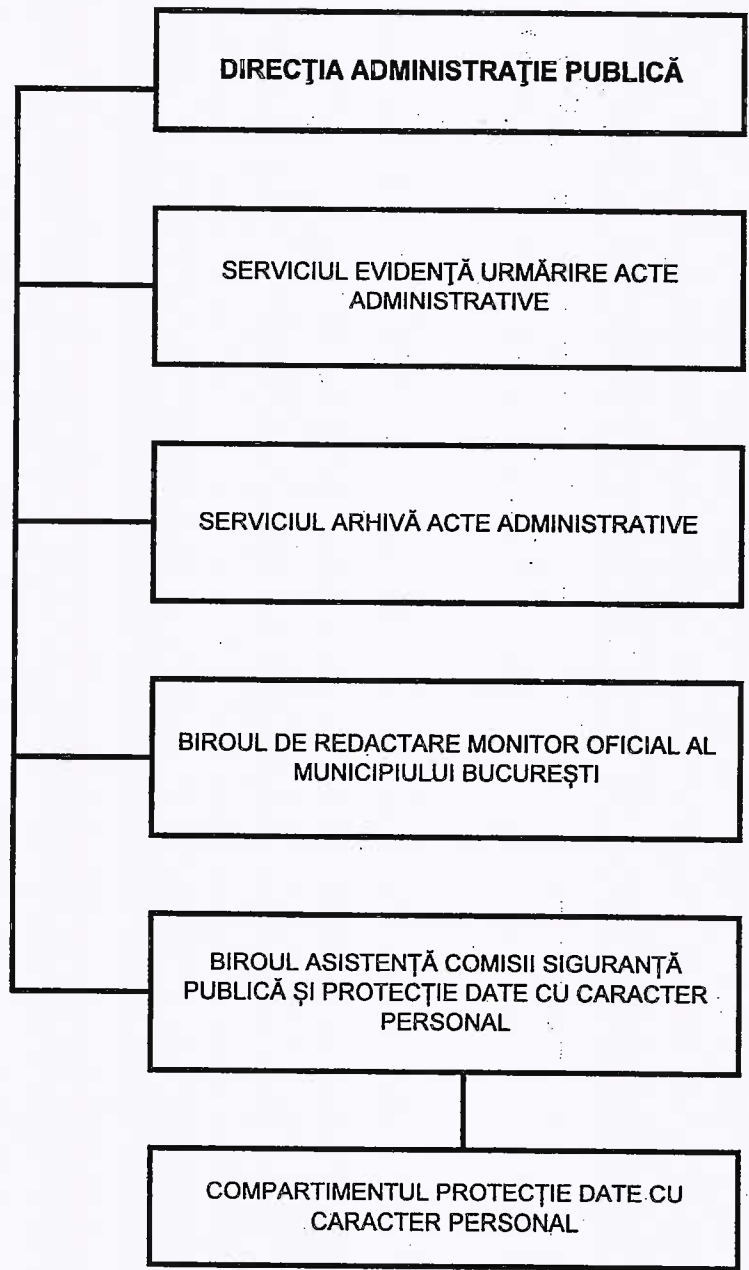 DIRECŢIA ADMINISTRAŢIE PUBLICĂ
SERVICIUL EVIDENŢĂ URMĂRIRE ACTE
ADMINISTRATIVE
SERVICIUL ARHIVĂ ACTE ADMINISTRATIVE
BIROUL DE REDACTARE MONITOR OFICIAL AL
MUNICIPIULUI BUCUREŞTI
BIROUL ASISTENŢĂ COMISII SIGURANŢĂ
PUBLICĂ ŞI PROTECŢIE DATE CU CARACTER
PERSONAL
COMPARTIMENTUL PROTECŢIE DATE CU
CARACTER PERSONAL